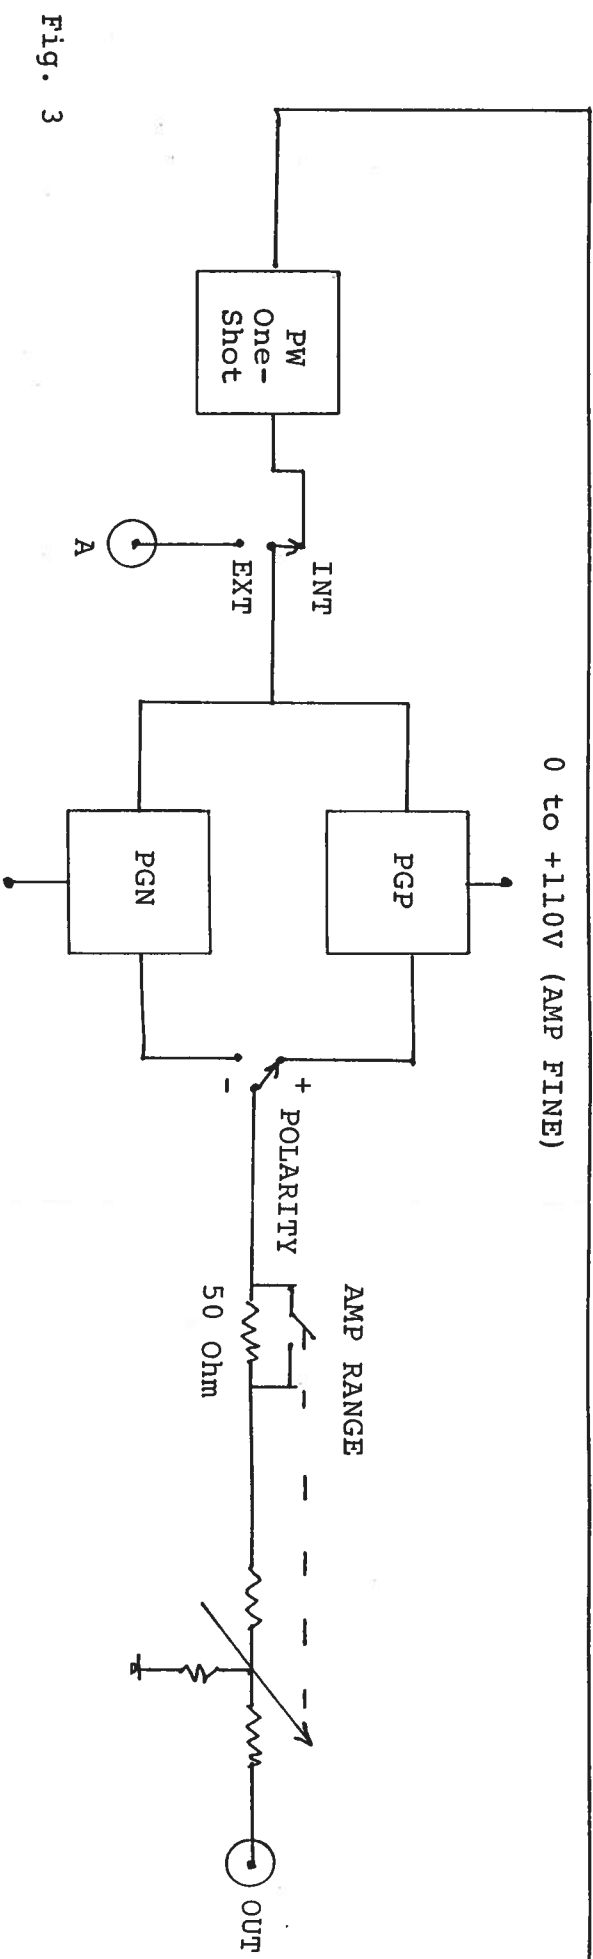 0 to +110V (AMP FINE)
PW
One-
Shot
INT
EXT
A
PGP
PGN
+
-
POLARITY
AMP RANGE
50 Ohm
OUT
Fig. 3